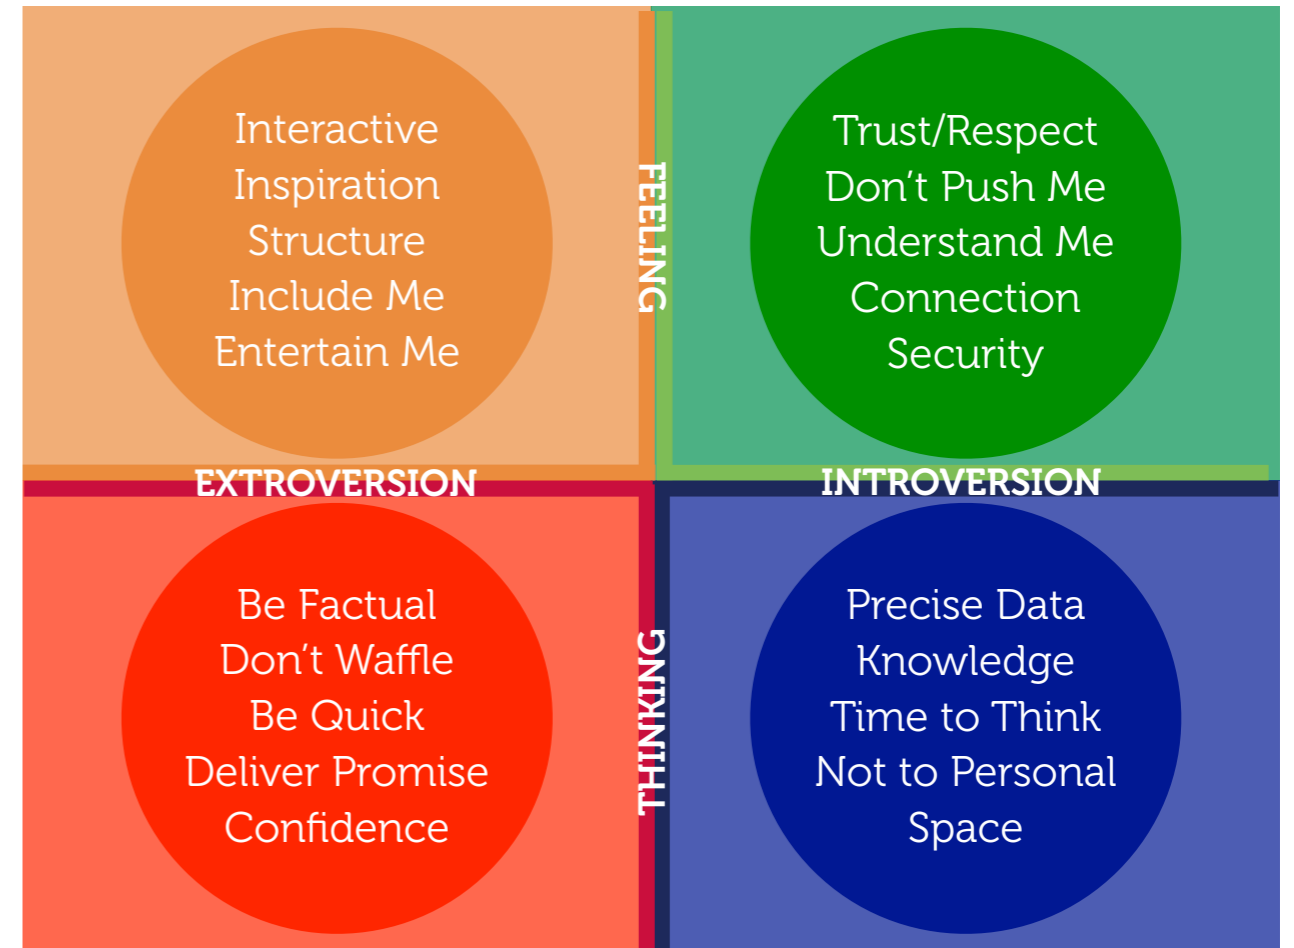 Interactive
Inspiration
Structure
Include Me
Entertain Me
FEELING
Trust/Respect
Don't Push Me
Understand Me
Connection
Security
EXTROVERSION
INTROVERSION
Be Factual
Don't Waffle
Be Quick
Deliver Promise
Confidence
THINKING
Precise Data
Knowledge
Time to Think
Not to Personal
Space